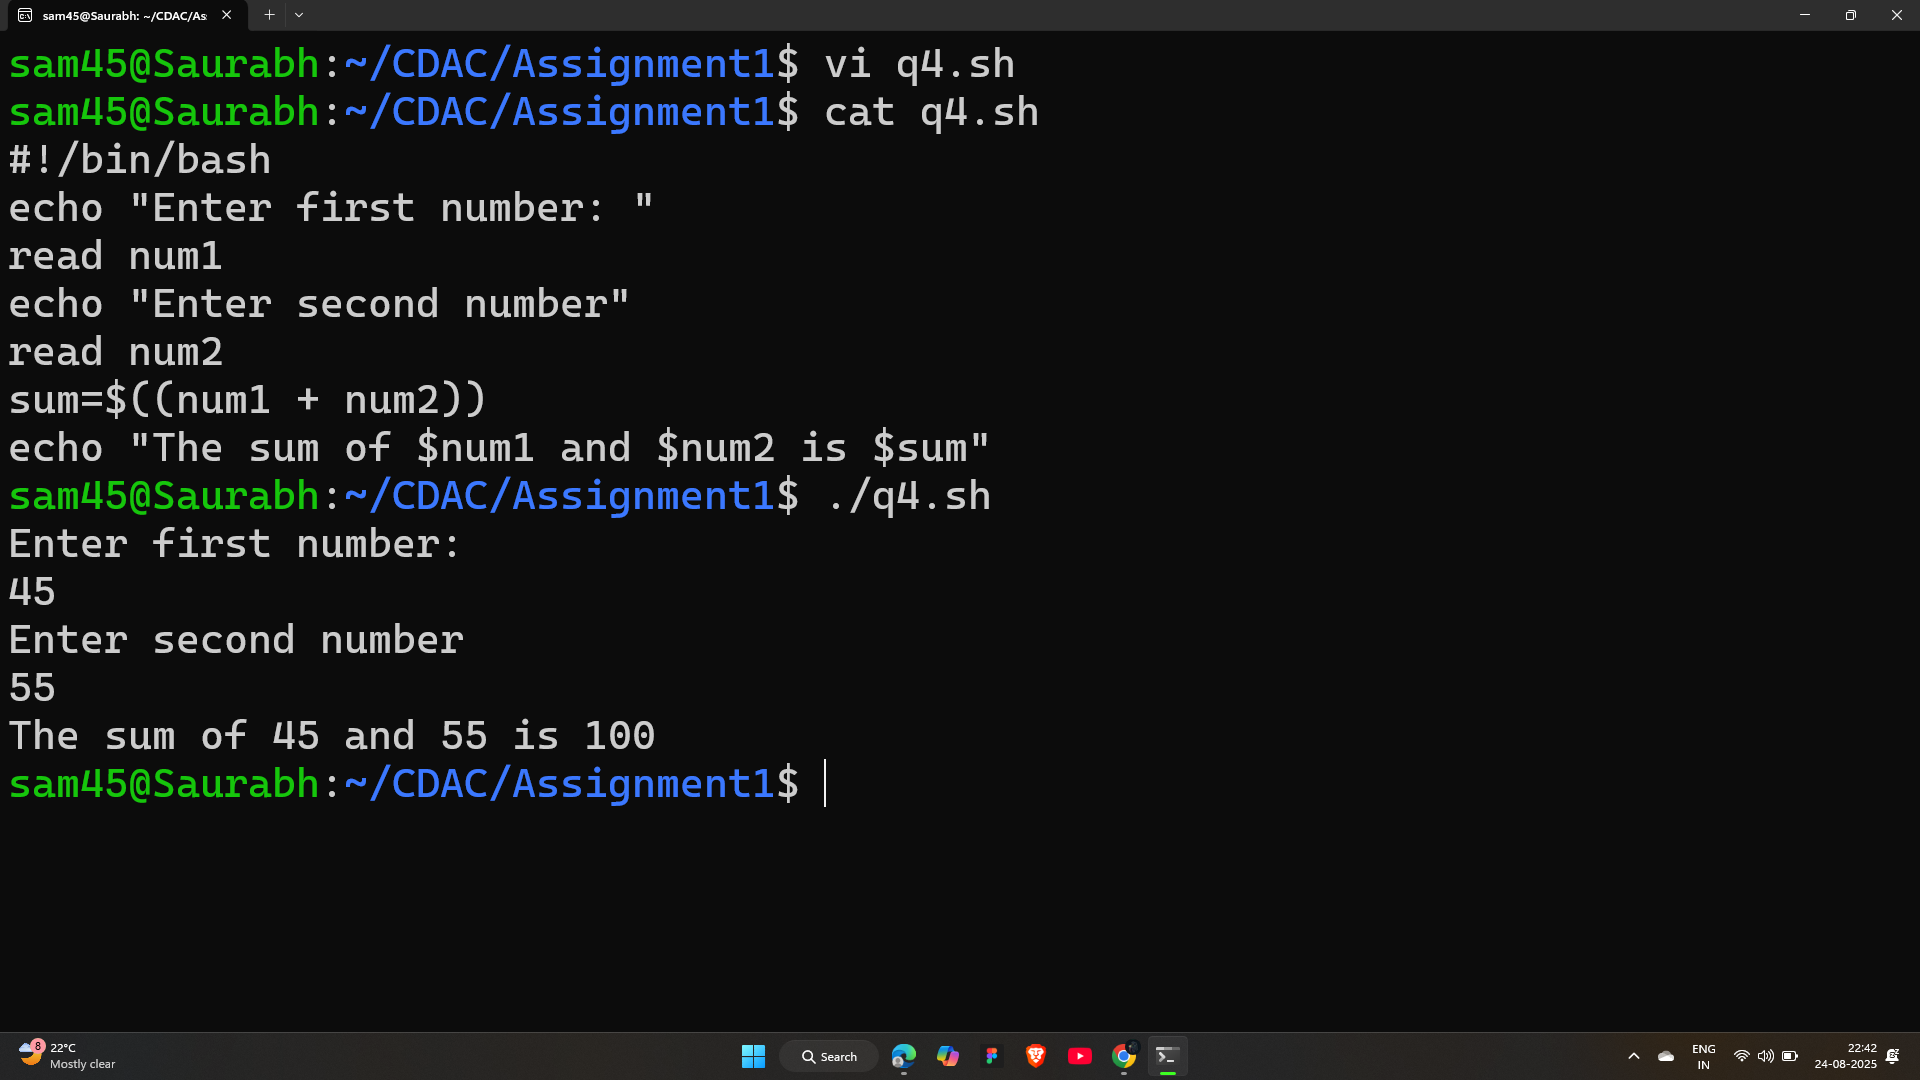 sam45@Saurabh: ~/CDAC/As
sam45@Saurabh:~/CDAC/Assignment1$ vi q4.sh
sam45@Saurabh:~/CDAC/Assignment1$ cat q4.sh
#!/bin/bash
echo "Enter first number: "
read num1
echo "Enter second number"
read num2
sum=$((num1 + num2))
echo "The sum of $num1 and $num2 is $sum"
sam45@Saurabh:~/CDAC/Assignment1$ ./q4.sh
Enter first number:
45
Enter second number
55
The sum of 45 and 55 is 100
sam45@Saurabh:~/CDAC/Assignment1$
8
22°C
Mostly clear
Search
ENG
IN
22:42
24-08-2025